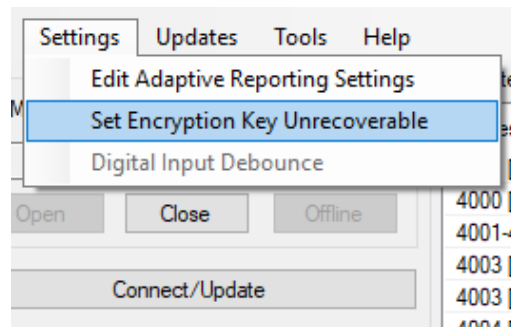 Settings Updates Tools Help
Edit Adaptive Reporting Settings
Set Encryption Key Unrecoverable
Digital Input Debounce
Open Close Offline
4000 [
4001-4
Connect/Update
4003 [
4003 [